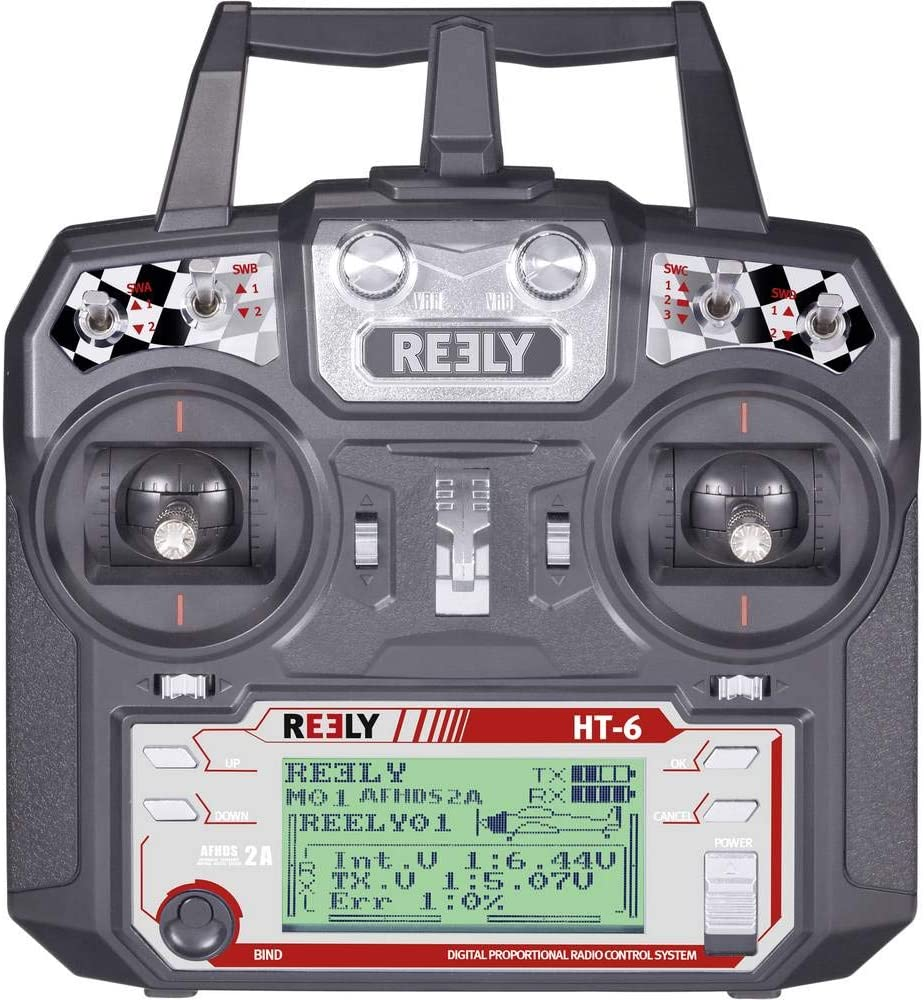 SWA
1
2
SWB
1
2
VRA
VRB
REELY
SWC
1
2
3
SWD
1
2
REELY
HT-6
UP
DOWN
AFHDS 2A
BIND
REELY
M01 AFHDS2A
TX
RX
REELY01
Int.V 1:6.44V
TX.V 1:5.07V
Err 1:0%
OK
CANCEL
POWER
DIGITAL PROPORTIONAL RADIO CONTROL SYSTEM